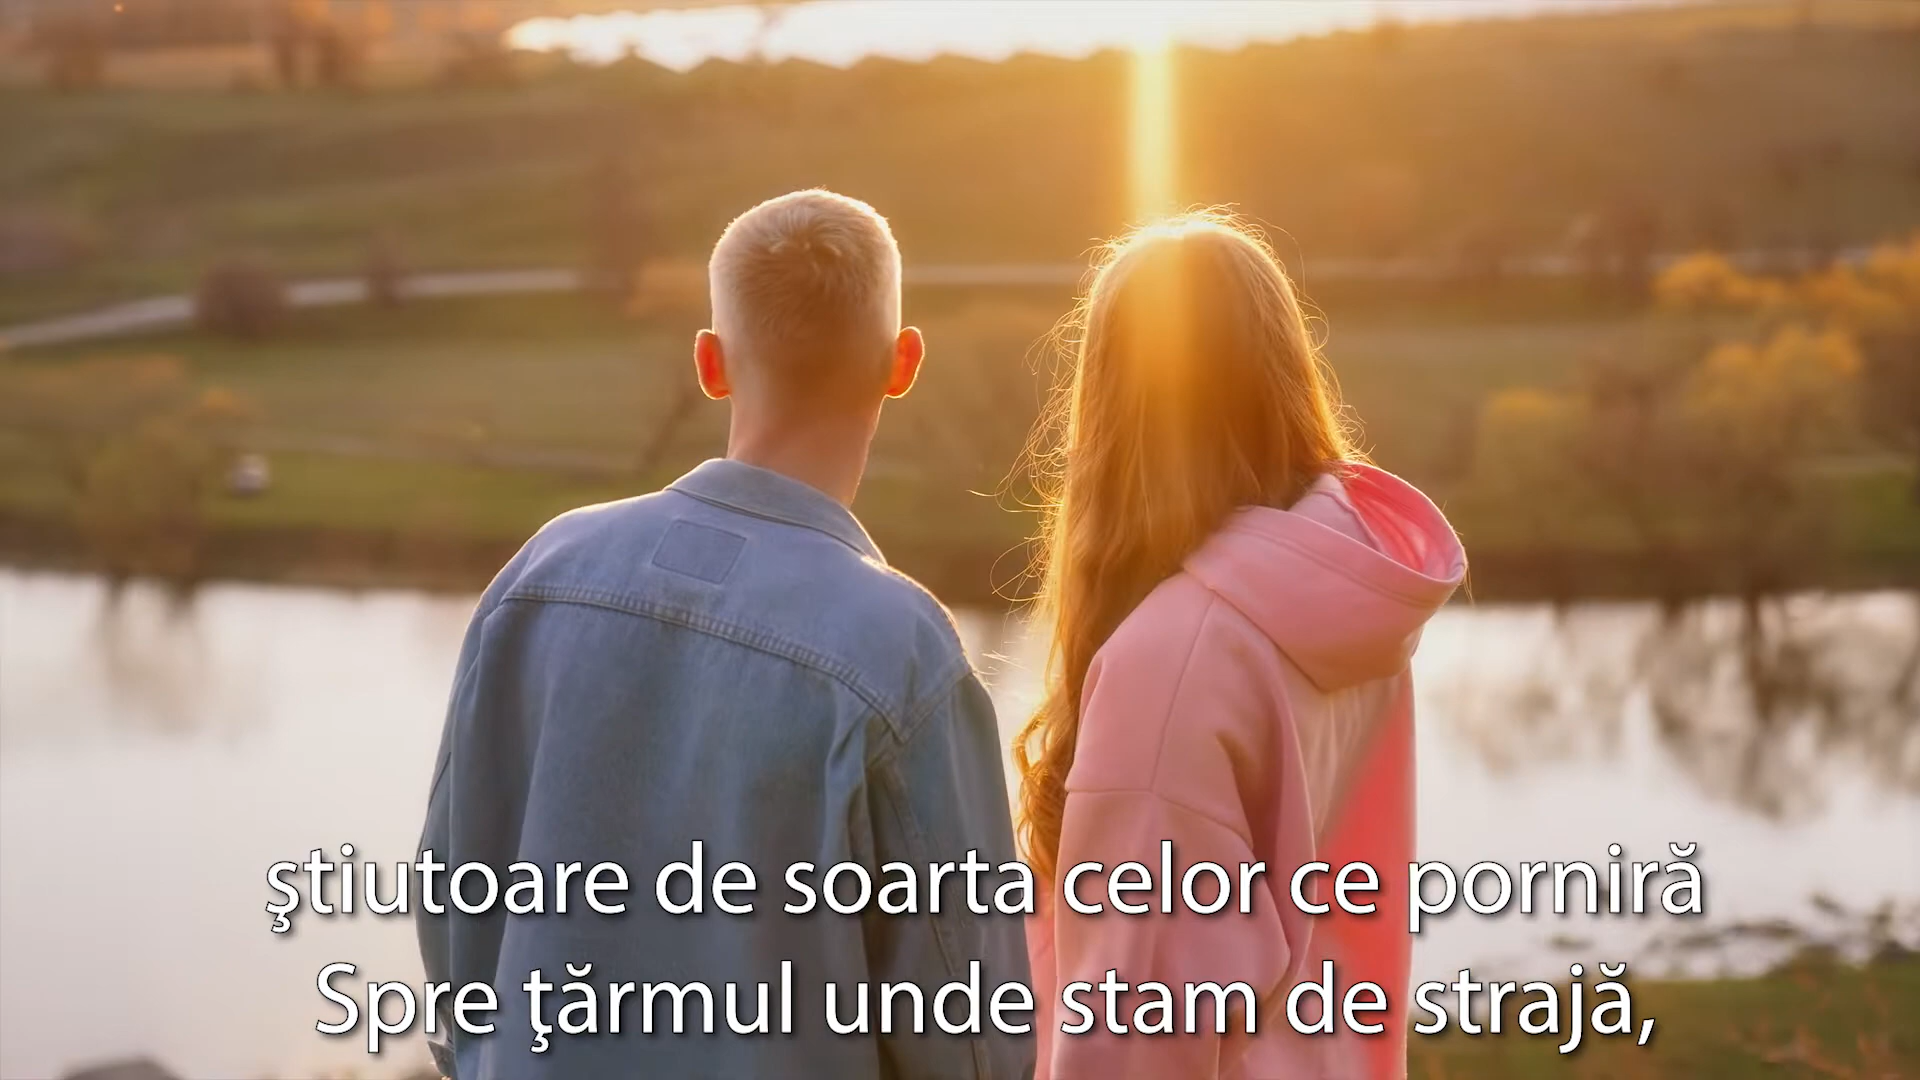 ştiutoare de soarta celor ce porniră
Spre ţărmul unde stam de strajă,